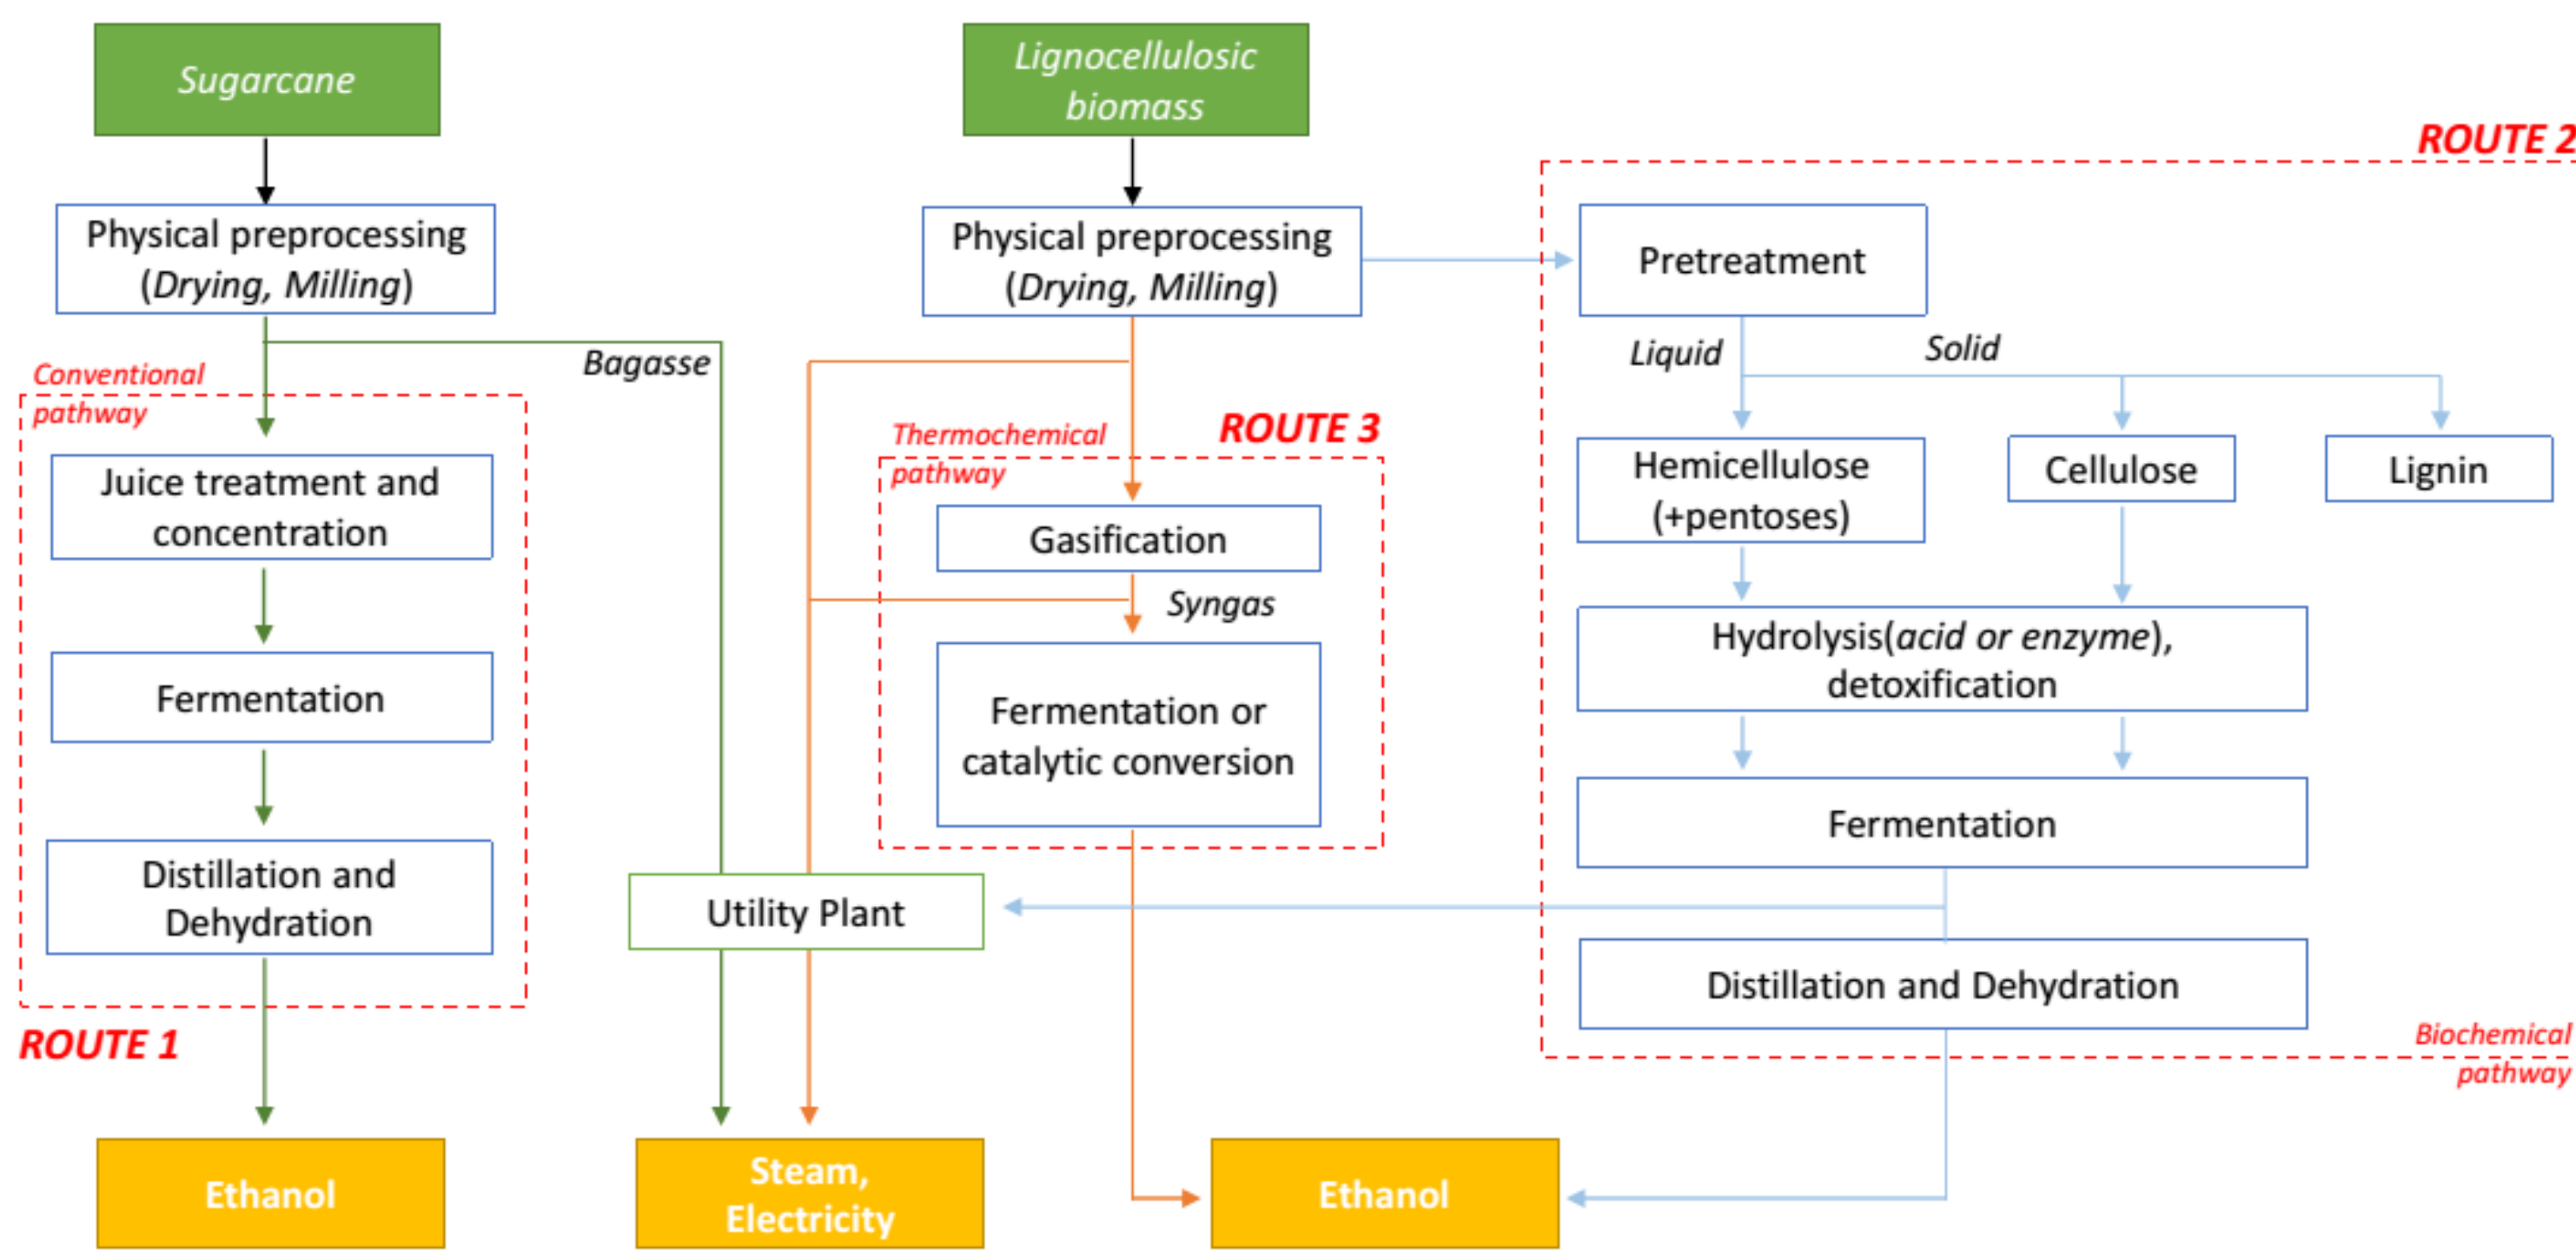 Sugarcane
Lignocellulosic
biomass
ROUTE 2
Physical preprocessing
(Drying, Milling)
Physical preprocessing
(Drying, Milling)
Pretreatment
Bagasse
Liquid
Solid
Conventional
pathway
Thermochemical
pathway
ROUTE 3
Juice treatment and
concentration
Gasification
Hemicellulose
(+pentoses)
Cellulose
Lignin
Syngas
Fermentation
Fermentation or
catalytic conversion
Hydrolysis(acid or enzyme),
detoxification
Fermentation
Distillation and
Dehydration
Utility Plant
Distillation and Dehydration
ROUTE 1
Biochemical
pathway
Ethanol
Steam,
Electricity
Ethanol